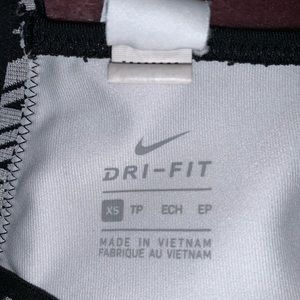 DRI-FIT
XS TP ECH EP
MADE IN VIETNAM
FABRIQUÉ AU VIETNAM